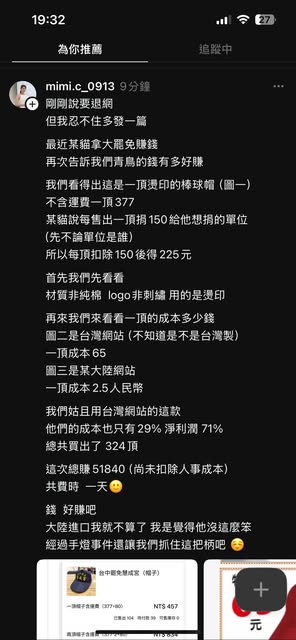 19:32
27
為你推薦
追蹤中
mimi.c_0913 9分鐘
剛剛說要退網
但我忍不住多發一篇
最近某貓拿大罷免賺錢
再次告訴我們青鳥的錢有多好賺
我們看得出這是一頂燙印的棒球帽（圖一）
不含運費一頂377
某貓說每售出一頂捐150給他想捐的單位
（先不論單位是誰）
所以每頂扣除150後得225元
首先我們先看看
材質非純棉 logo非刺繡 用的是燙印
再來我們來看看一頂的成本多少錢
圖二是台灣網站（不知道是不是台灣製）
一頂成本65
圖三是某大陸網站
一頂成本2.5人民幣
我們姑且用台灣網站的這款
他們的成本也只有29% 淨利潤 71%
總共買出了 324頂
這次總賺51840（尚未扣除人事成本）
共費時 一天🙂
錢 好賺吧
大陸進口我就不算了 我是覺得他沒這麼笨
經過手燈事件還讓我們抓住這把柄吧☺️
台中罷免慧成宮（帽子）
一頂帽子含運費（377+80）
NT$ 457
NT$ 834
元